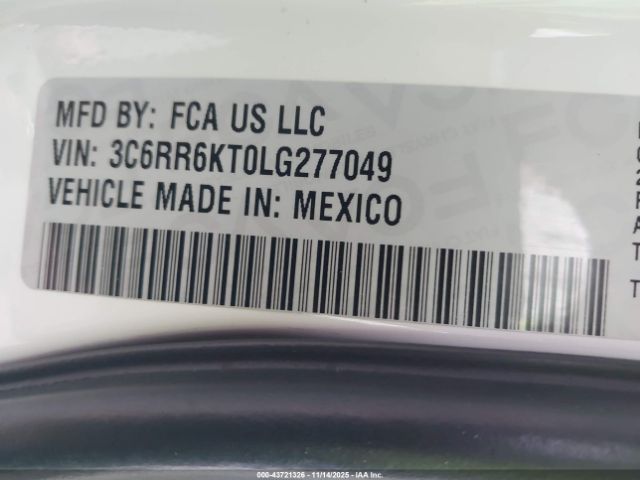 MFD BY: FCA US LLC
VIN: 3C6RR6KT0LG277049
VEHICLE MADE IN: MEXICO
000-43721326 - 11/14/2025 - IAA Inc.